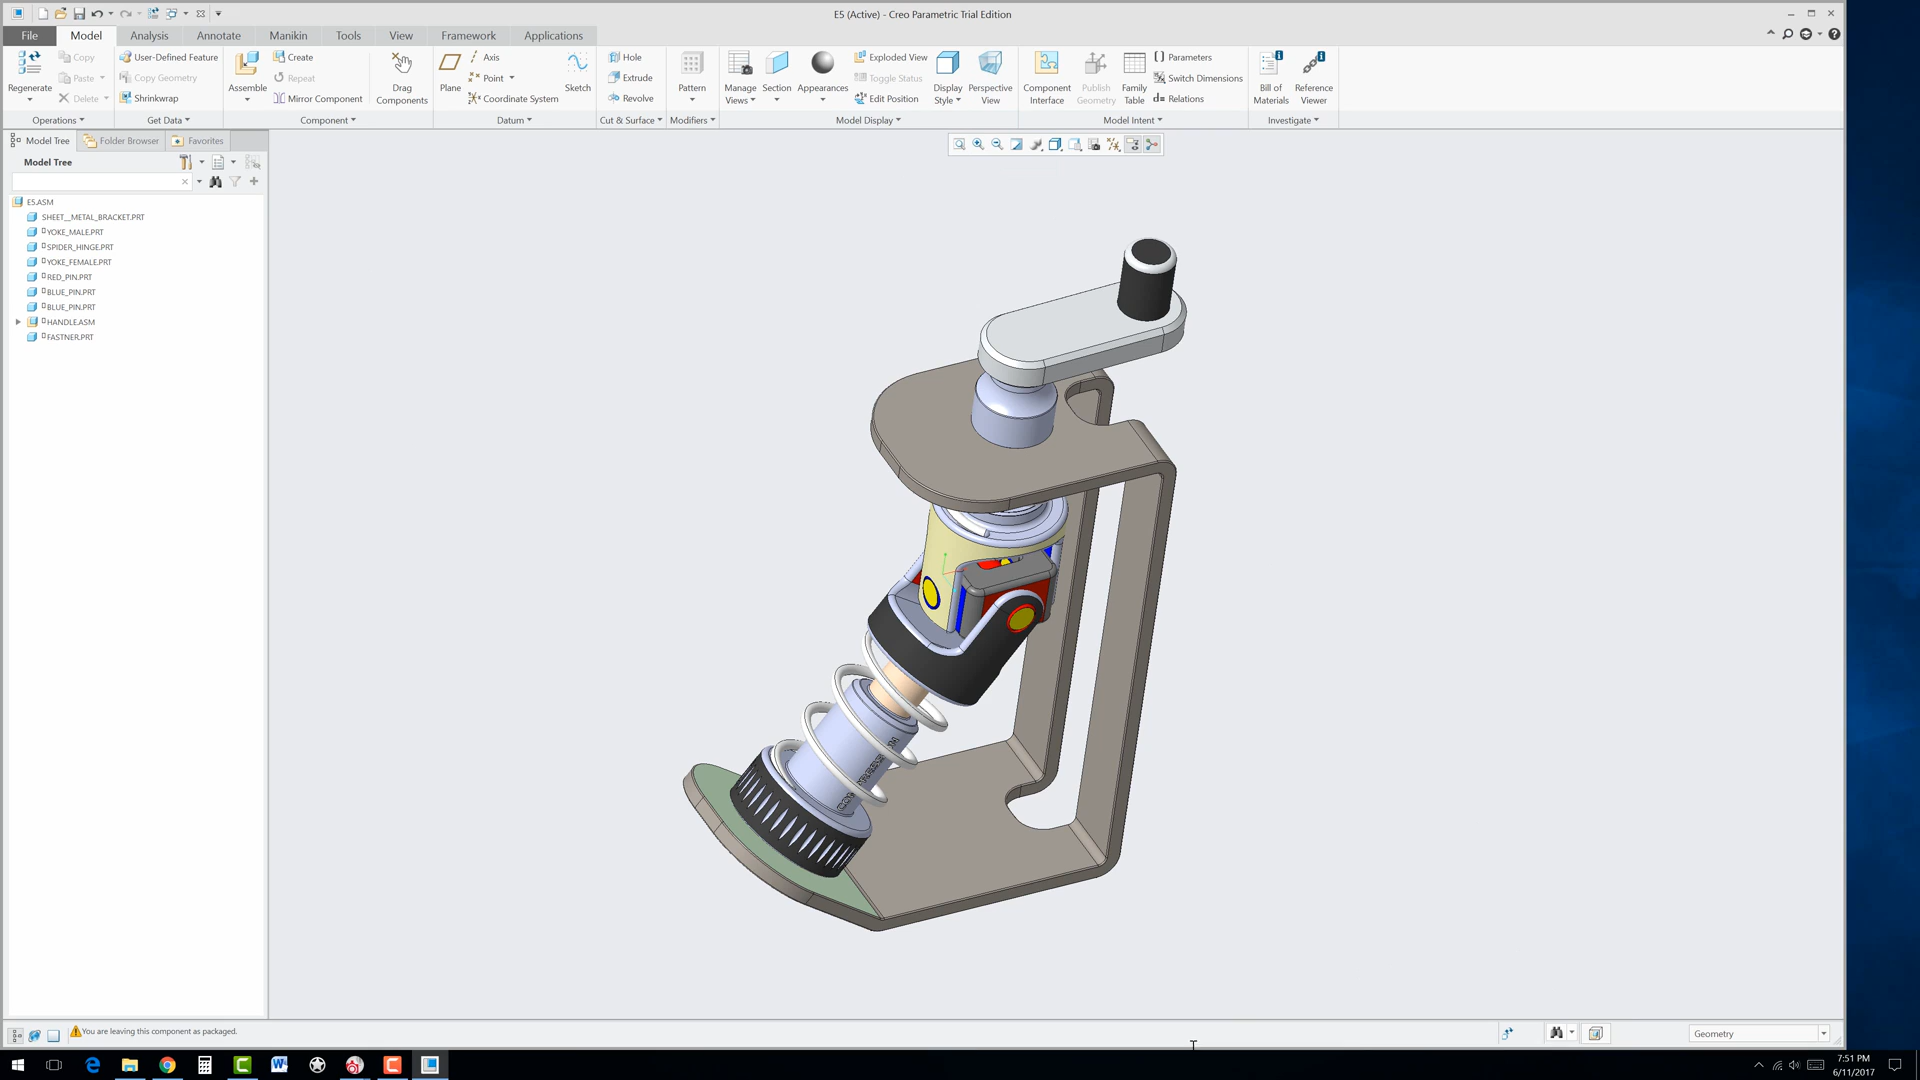 E5 (Active) - Creo Parametric Trial Edition
File Model Analysis Annotate Manikin Tools View Framework Applications
Regenerate
Copy
Paste
Delete
Operations
User-Defined Feature
Copy Geometry
Shrinkwrap
Get Data
Assemble
Create
Repeat
Mirror Component
Drag Components
Component
Plane
Axis
Point
Coordinate System
Sketch
Datum
Hole
Extrude
Revolve
Cut & Surface
Pattern
Modifiers
Manage Views
Section
Appearances
Exploded View
Toggle Status
Edit Position
Display Style
Perspective View
Model Display
Component Interface
Publish Geometry
Family Table
Parameters
Switch Dimensions
Relations
Model Intent
Bill of Materials
Reference Viewer
Investigate
Model Tree Folder Browser Favorites
Model Tree
E5.ASM
SHEET__METAL_BRACKET.PRT
YOKE_MALE.PRT
SPIDER_HINGE.PRT
YOKE_FEMALE.PRT
RED_PIN.PRT
BLUE_PIN.PRT
BLUE_PIN.PRT
HANDLE.ASM
FASTNER.PRT
You are leaving this component as packaged.
Geometry
7:51 PM
6/11/2017